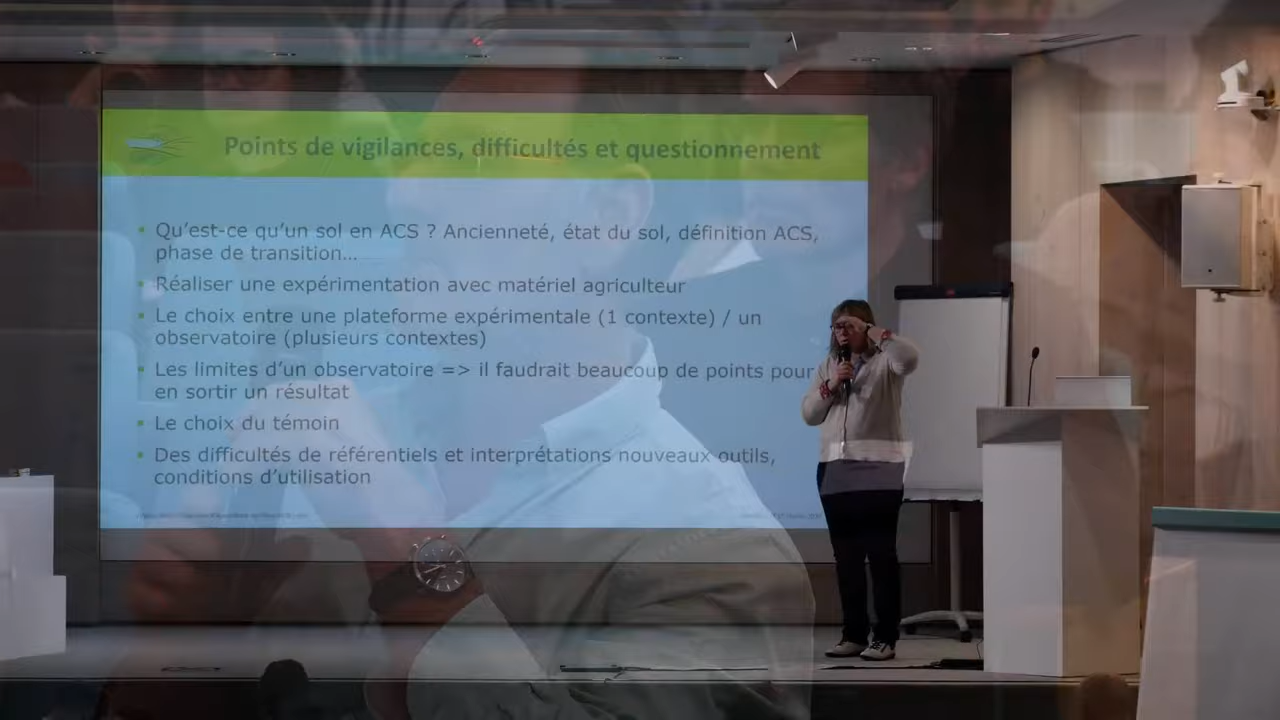 Points de vigilances, difficultés et questionnement
Qu'est-ce qu'un sol en ACS ? Ancienneté, état du sol, définition ACS,
phase de transition…
Réaliser une expérimentation avec matériel agriculteur
Le choix entre une plateforme expérimentale (1 contexte) / un
observatoire (plusieurs contextes)
Les limites d'un observatoire => il faudrait beaucoup de points pour
en sortir un résultat
Le choix du témoin
Des difficultés de référentiels et interprétations nouveaux outils,
conditions d'utilisation